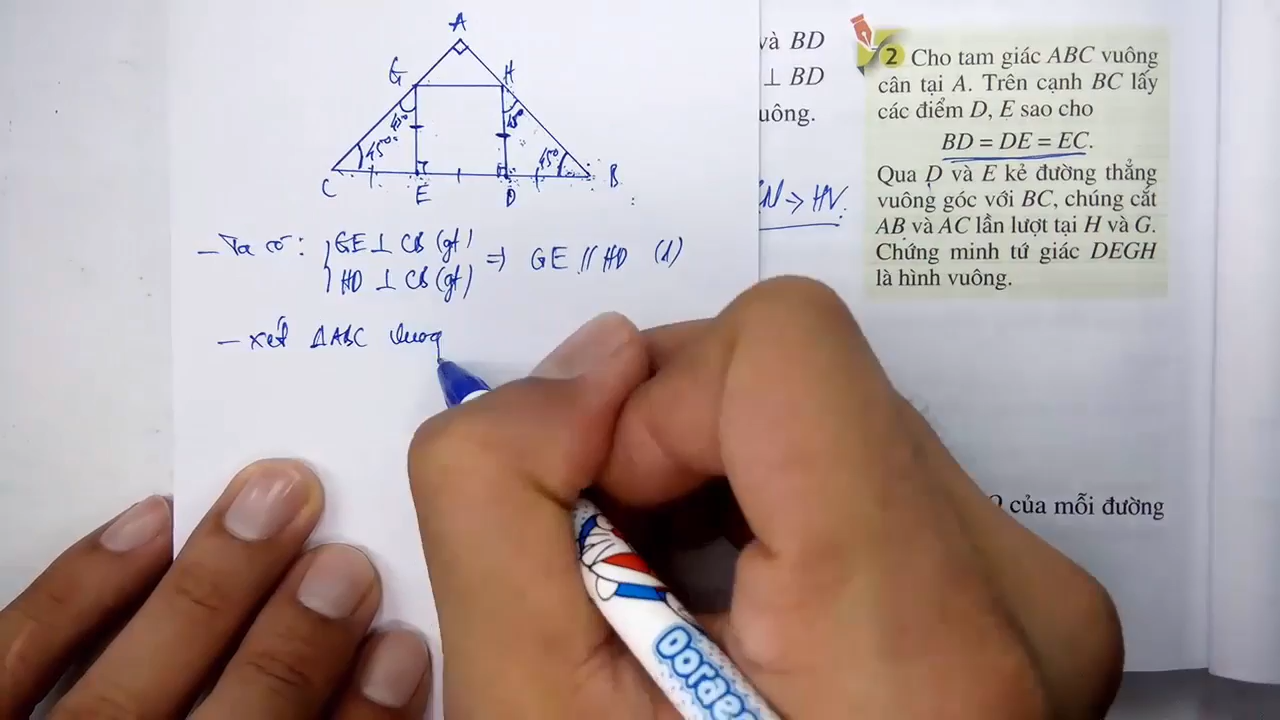 A
G
H
45°
45°
45°
45°
C
E
D
B
– Ta có : GE ⊥ CB (gt)
HD ⊥ CB (gt)
⇒ GE // HD (1)
– xét ΔABC vuog
và BD
⊥ BD
uông.
CN → HV.
2 Cho tam giác ABC vuông
cân tại A. Trên cạnh BC lấy
các điểm D, E sao cho
BD = DE = EC.
Qua D và E kẻ đường thẳng
vuông góc với BC, chúng cắt
AB và AC lần lượt tại H và G.
Chứng minh tứ giác DEGH
là hình vuông.
của mỗi đường
Dorae